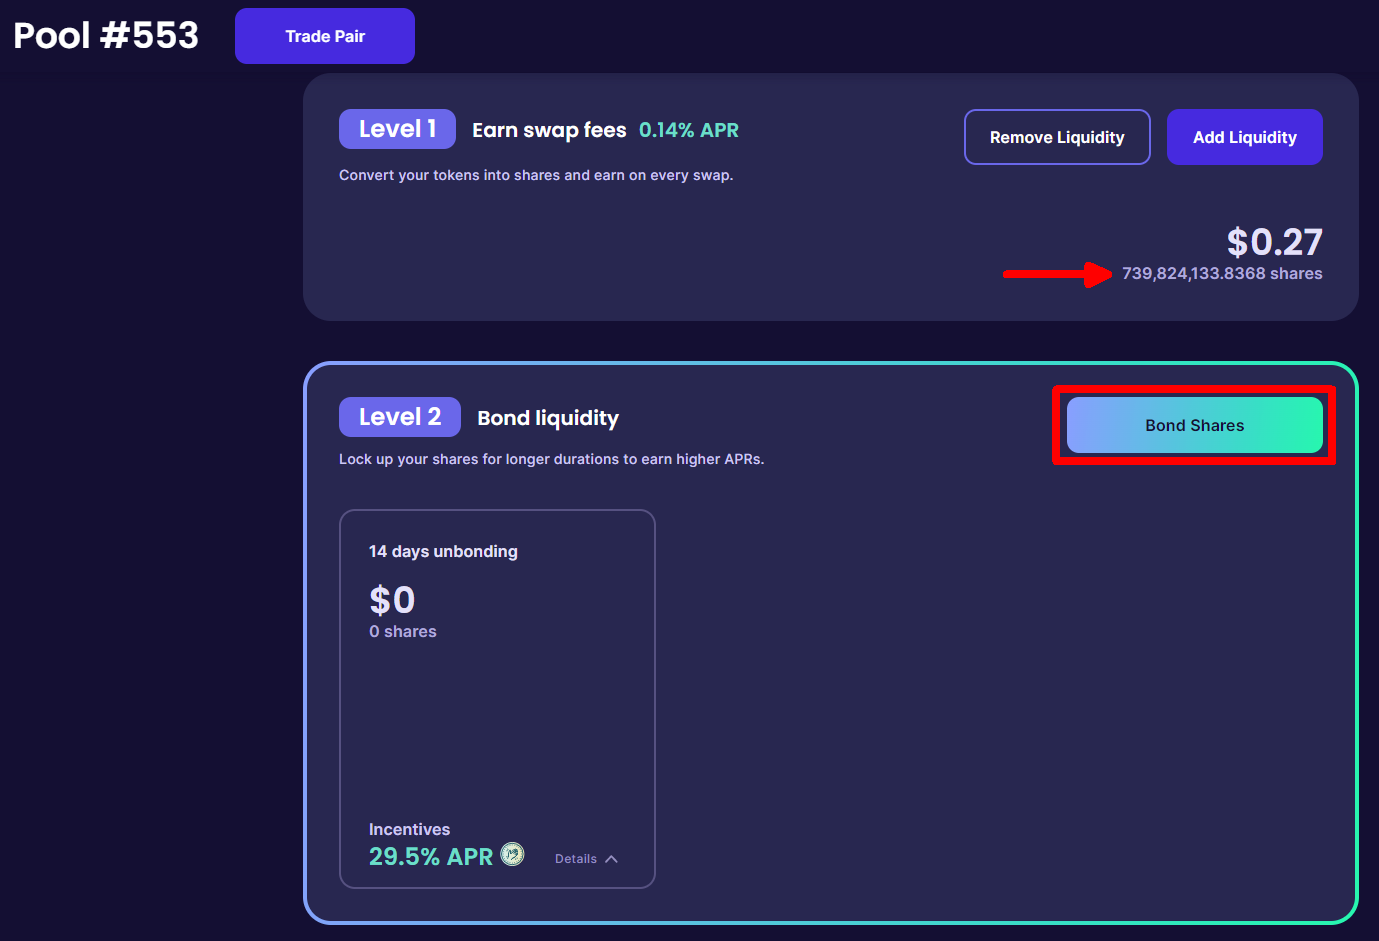 Pool #553
Trade Pair
Level 1
Earn swap fees 0.14% APR
Remove Liquidity
Add Liquidity
Convert your tokens into shares and earn on every swap.
$0.27
739,824,133.8368 shares
Level 2
Bond liquidity
Bond Shares
Lock up your shares for longer durations to earn higher APRs.
14 days unbonding
$0
0 shares
Incentives
29.5% APR
Details